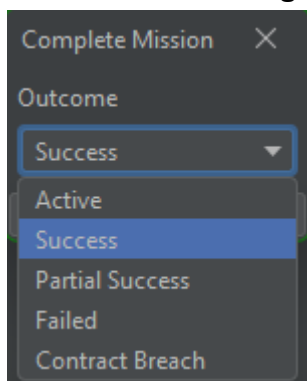 Complete Mission
Outcome
Success
Active
Success
Partial Success
Failed
Contract Breach